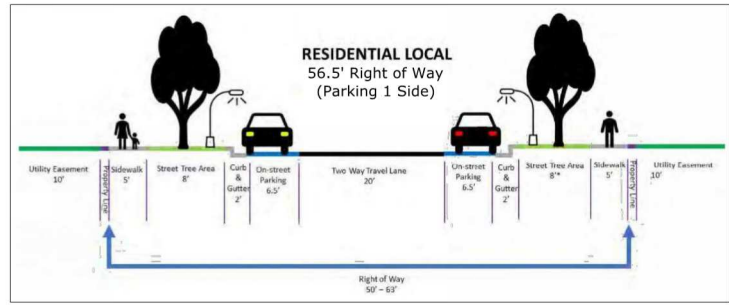 RESIDENTIAL LOCAL
56.5' Right of Way
(Parking 1 Side)
Utility Easement
10'
Property Line
Sidewalk
5'
Street Tree Area
8'
Curb
&
Gutter
2'
On-street
Parking
6.5'
Two Way Travel Lane
20'
On-street
Parking
6.5'
Curb
&
Gutter
2'
Street Tree Area
8'*
Sidewalk
5'
Property Line
Utility Easement
10'
Right of Way
50' – 63'